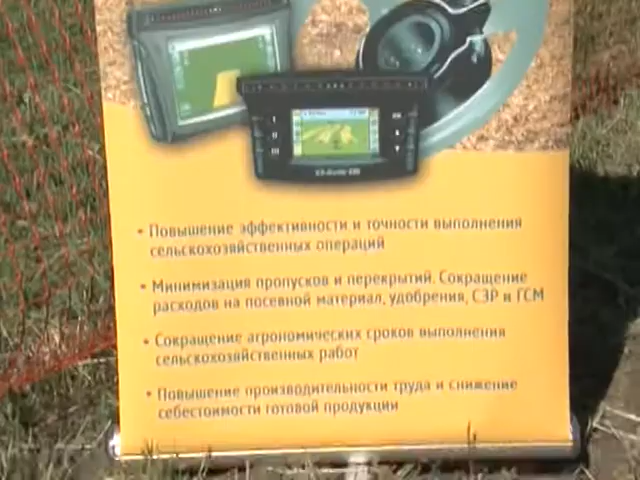 • Повышение эффективности и точности выполнения
сельскохозяйственных операций
• Минимизация пропусков и перекрытий. Сокращение
расходов на посевной материал, удобрения, СЗР и ГСМ
• Сокращение агрономических сроков выполнения
сельскохозяйственных работ
• Повышение производительности труда и снижение
себестоимости готовой продукции